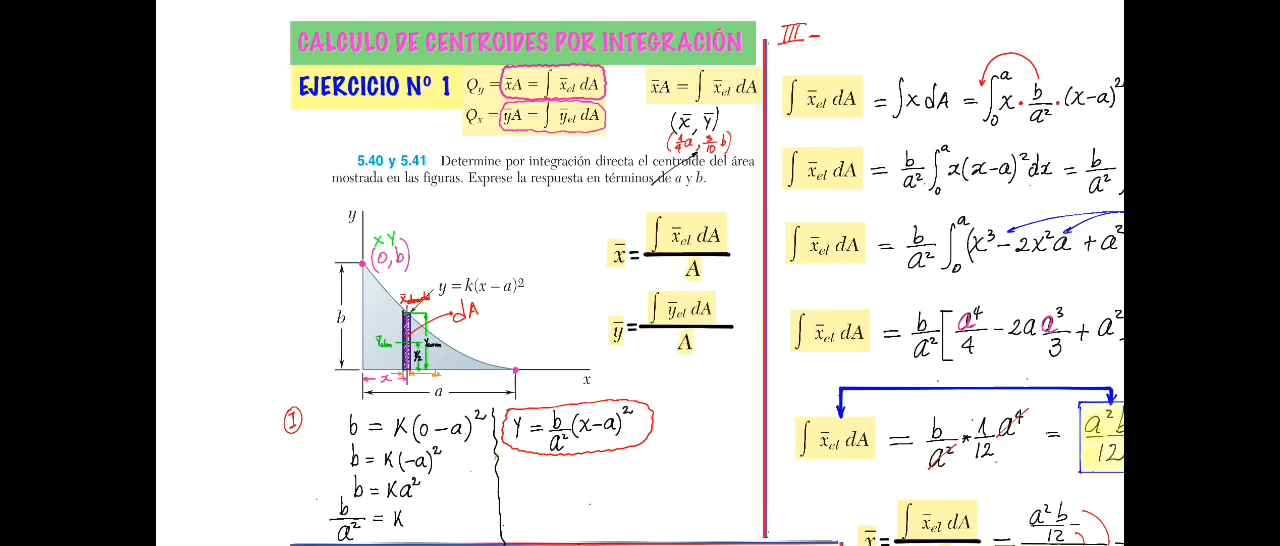 CALCULO DE CENTROIDES POR INTEGRACIÓN
EJERCICIO Nº 1
Q_y = x̄A = ∫ x̄_el dA
Q_x = ȳA = ∫ ȳ_el dA
x̄A = ∫ x̄_el dA
(x̄, ȳ)
(1/4 a, 3/10 b)
5.40 y 5.41 Determine por integración directa el centroide del área
mostrada en las figuras. Exprese la respuesta en términos de a y b.
y
x y
(0, b)
y = k(x − a)²
dA
b
y/2
x
dx
a
x
x̄ = ∫ x̄_el dA / A
ȳ = ∫ ȳ_el dA / A
I
b = K(0 − a)²
b = K(−a)²
b = Ka²
b/a² = K
Y = b/a² (x − a)²
III -
∫ x̄_el dA = ∫ x dA = ∫₀ᵃ x • b/a² • (x − a)²
∫ x̄_el dA = b/a² ∫₀ᵃ x(x − a)² dx = b/a²
∫ x̄_el dA = b/a² ∫₀ᵃ (x³ − 2x²a + a²
∫ x̄_el dA = b/a² [a⁴/4 − 2a a³/3 + a²
∫ x̄_el dA = b/a² * 1/12 a⁴ = a²b/12
x̄ = ∫ x̄_el dA = a²b/12